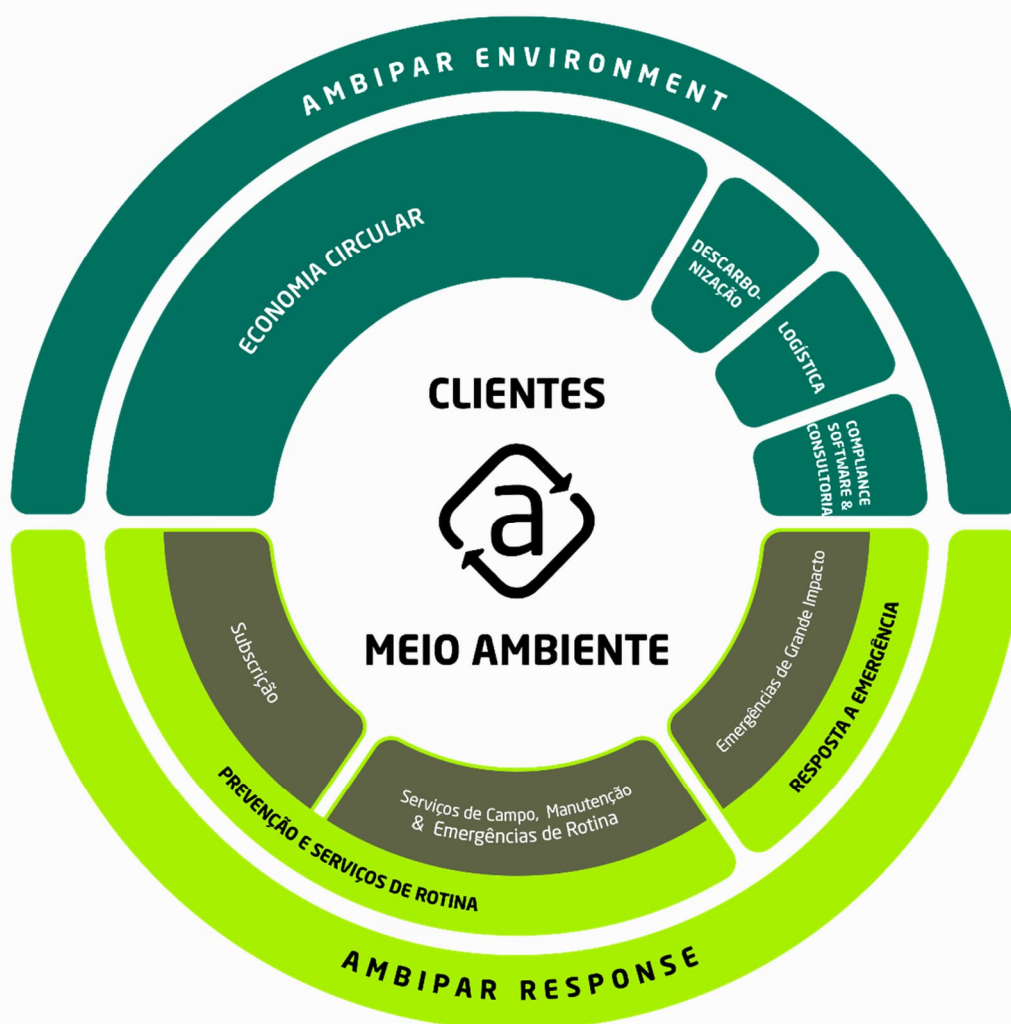 AMBIPAR ENVIRONMENT
ECONOMIA CIRCULAR
DESCARBO-
NIZAÇÃO
LOGÍSTICA
COMPLIANCE
SOFTWARE &
CONSULTORIA
CLIENTES
a
MEIO AMBIENTE
Subscrição
Serviços de Campo, Manutenção
& Emergências de Rotina
Emergências de Grande Impacto
PREVENÇÃO E SERVIÇOS DE ROTINA
RESPOSTA A EMERGÊNCIA
AMBIPAR RESPONSE